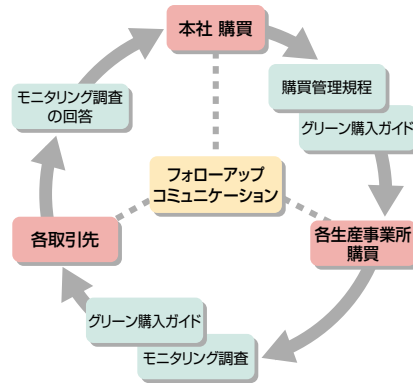 本社 購買
購買管理規程
グリーン購入ガイド
各生産事業所
購買
モニタリング調査
グリーン購入ガイド
各取引先
モニタリング調査
の回答
フォローアップ
コミュニケーション